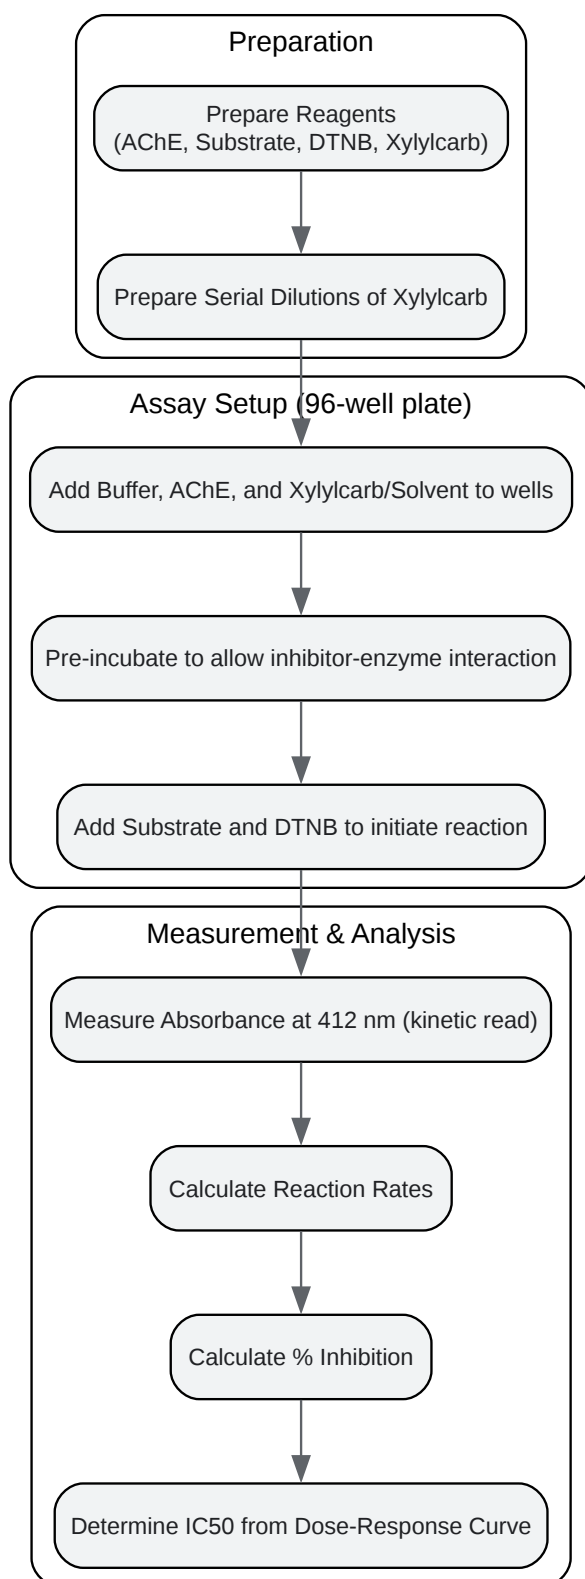 Preparation
Prepare Reagents
(AChE, Substrate, DTNB, Xylylcarb)
Prepare Serial Dilutions of Xylylcarb
Assay Setup (96-well plate)
Add Buffer, AChE, and Xylylcarb/Solvent to wells
Pre-incubate to allow inhibitor-enzyme interaction
Add Substrate and DTNB to initiate reaction
Measurement & Analysis
Measure Absorbance at 412 nm (kinetic read)
Calculate Reaction Rates
Calculate % Inhibition
Determine IC50 from Dose-Response Curve